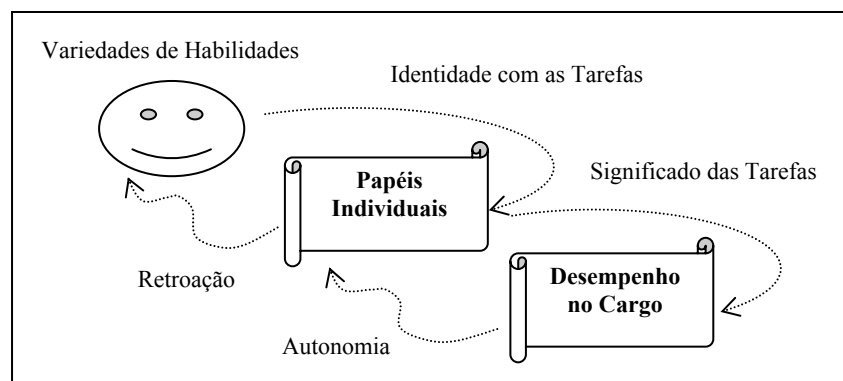 Variedades de Habilidades
Identidade com as Tarefas
Papéis
Individuais
Significado das Tarefas
Retroação
Desempenho
no Cargo
Autonomia